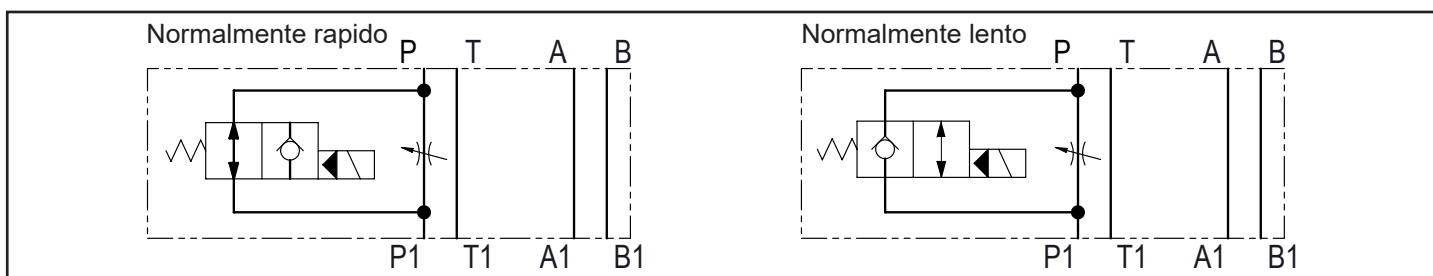 Normalmente rapido
P T A B
P1 T1 A1 B1
Normalmente lento
P T A B
P1 T1 A1 B1